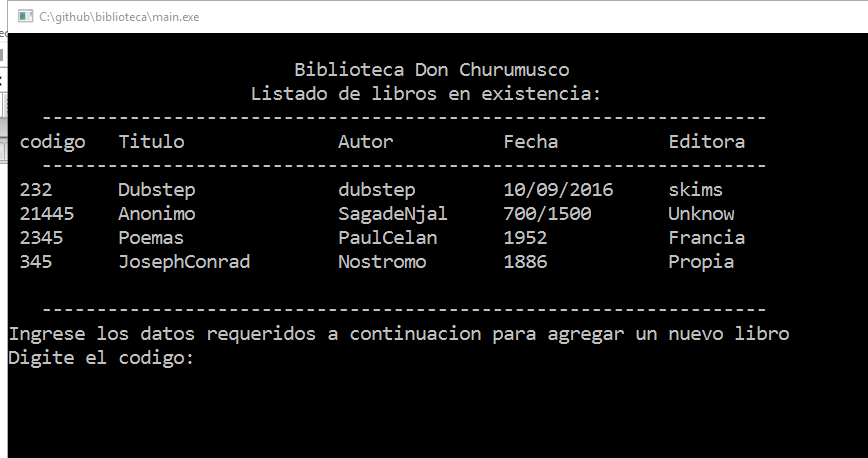 C:\github\biblioteca\main.exe
Biblioteca Don Churumusco
Listado de libros en existencia:
------------------------------------------------------------------
codigo Titulo Autor Fecha Editora
------------------------------------------------------------------
232 Dubstep dubstep 10/09/2016 skims
21445 Anonimo SagadeNjal 700/1500 Unknow
2345 Poemas PaulCelan 1952 Francia
345 JosephConrad Nostromo 1886 Propia
------------------------------------------------------------------
Ingrese los datos requeridos a continuacion para agregar un nuevo libro
Digite el codigo: